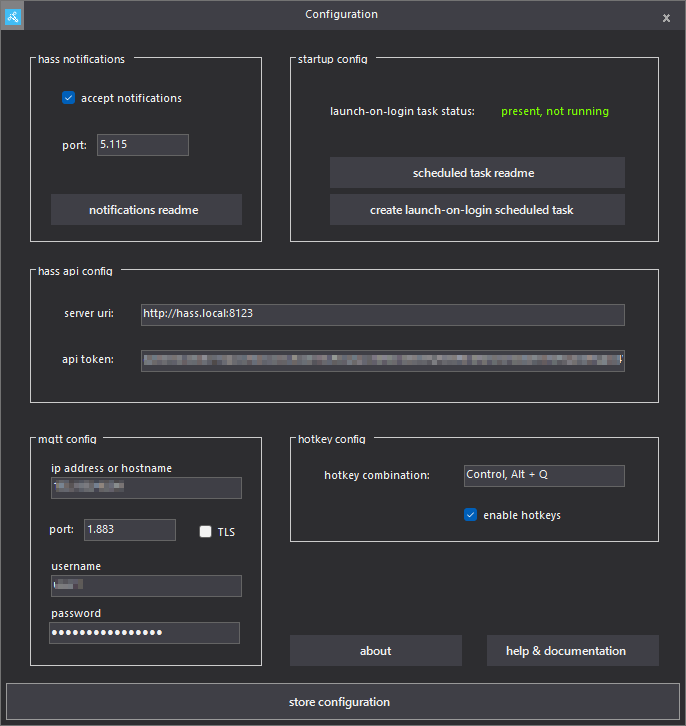 Configuration
x
hass notifications
accept notifications
port: 5.115
notifications readme
startup config
launch-on-login task status: present, not running
scheduled task readme
create launch-on-login scheduled task
hass api config
server uri: http://hass.local:8123
api token:
mqtt config
ip address or hostname
port: 1.883 TLS
username
password
●●●●●●●●●●●●●●●●
hotkey config
hotkey combination: Control, Alt + Q
enable hotkeys
about
help & documentation
store configuration